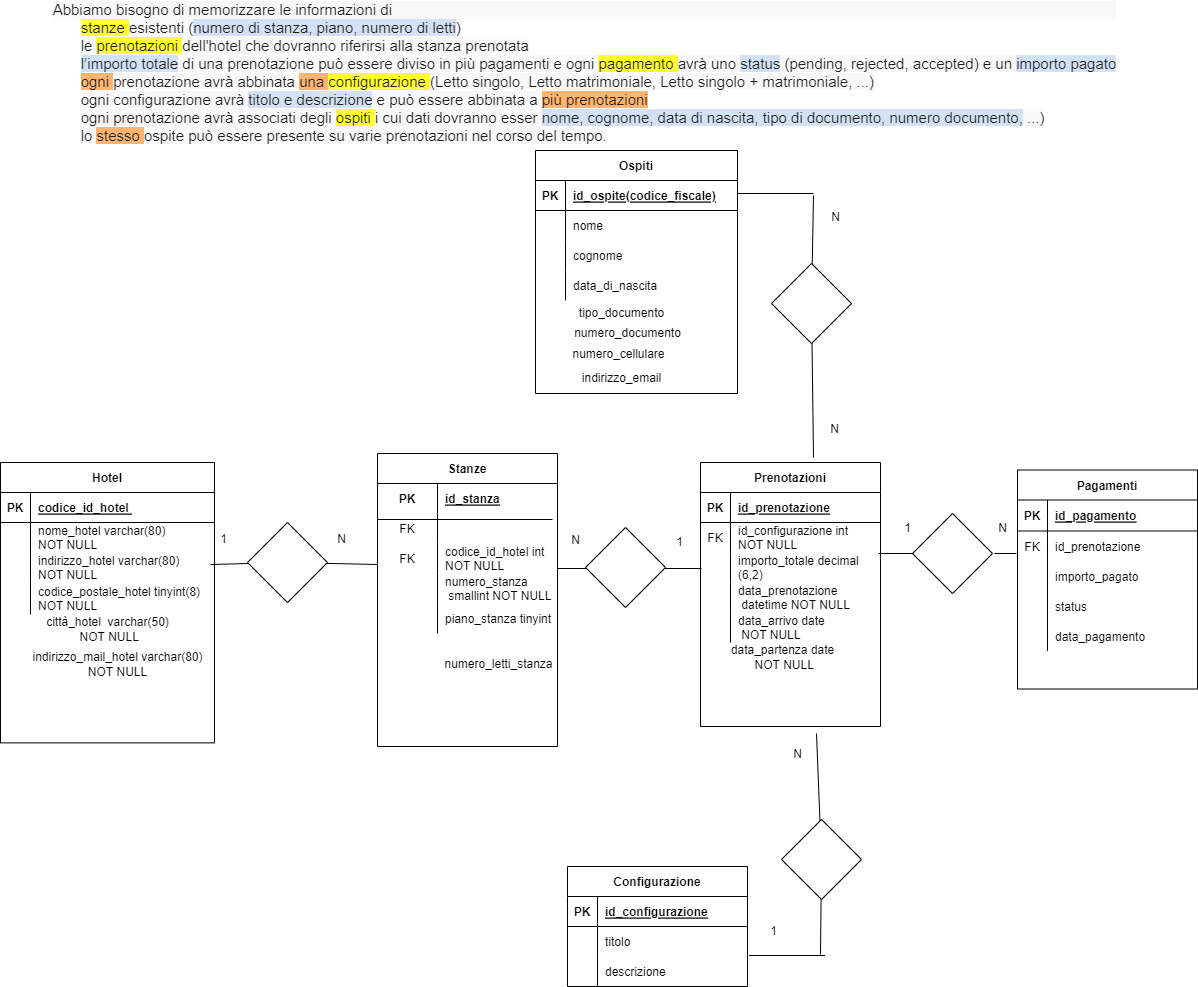 Abbiamo bisogno di memorizzare le informazioni di
stanze esistenti (numero di stanza, piano, numero di letti)
le prenotazioni dell'hotel che dovranno riferirsi alla stanza prenotata
l'importo totale di una prenotazione può essere diviso in più pagamenti e ogni pagamento avrà uno status (pending, rejected, accepted) e un importo pagato
ogni prenotazione avrà abbinata una configurazione (Letto singolo, Letto matrimoniale, Letto singolo + matrimoniale, ...)
ogni configurazione avrà titolo e descrizione e può essere abbinata a più prenotazioni
ogni prenotazione avrà associati degli ospiti i cui dati dovranno esser nome, cognome, data di nascita, tipo di documento, numero documento, ...)
lo stesso ospite può essere presente su varie prenotazioni nel corso del tempo.
Ospiti
PK id_ospite(codice_fiscale)
nome
cognome
data_di_nascita
tipo_documento
numero_documento
numero_cellulare
indirizzo_email
N
N
Hotel
PK codice_id_hotel
nome_hotel varchar(80)
NOT NULL
indirizzo_hotel varchar(80)
NOT NULL
codice_postale_hotel tinyint(8)
NOT NULL
città_hotel varchar(50)
NOT NULL
indirizzo_mail_hotel varchar(80)
NOT NULL
1
N
Stanze
PK id_stanza
FK
FK
codice_id_hotel int
NOT NULL
numero_stanza
smallint NOT NULL
piano_stanza tinyint
numero_letti_stanza
N
1
Prenotazioni
PK id_prenotazione
FK id_configurazione int
NOT NULL
importo_totale decimal
(6,2)
data_prenotazione
datetime NOT NULL
data_arrivo date
NOT NULL
data_partenza date
NOT NULL
1
N
Pagamenti
PK id_pagamento
FK id_prenotazione
importo_pagato
status
data_pagamento
N
1
Configurazione
PK id_configurazione
titolo
descrizione